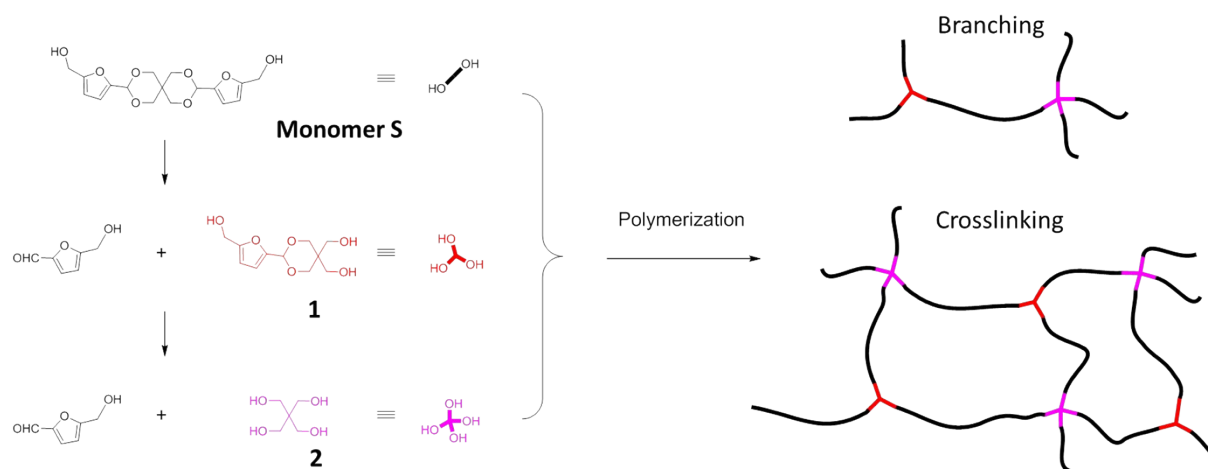 Branching
HO OH
O O O O
O O
OH
HO
Monomer S
Polymerization
Crosslinking
OH
OHC O
+
HO
O O OH
O OH
HO
HO OH
1
OH
OHC O
+
HO OH
HO OH
OH
HO OH
OH
2